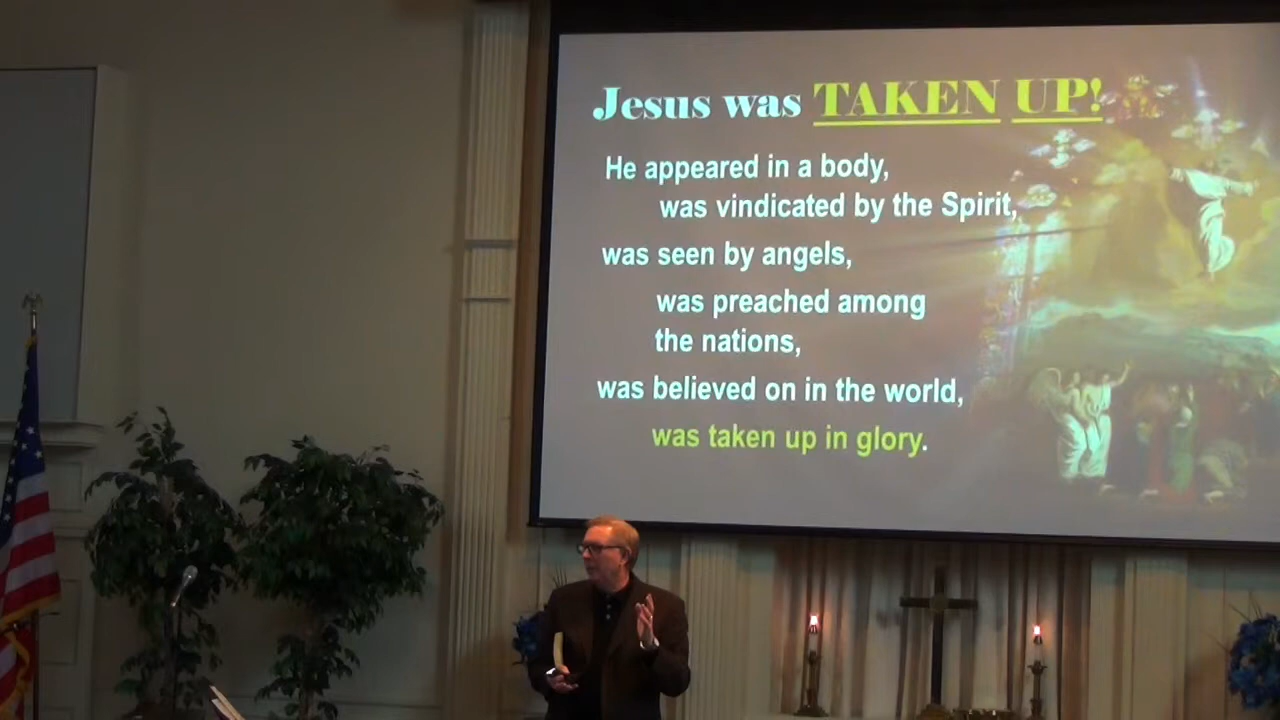 Jesus was TAKEN UP!
He appeared in a body,
was vindicated by the Spirit,
was seen by angels,
was preached among
the nations,
was believed on in the world,
was taken up in glory.